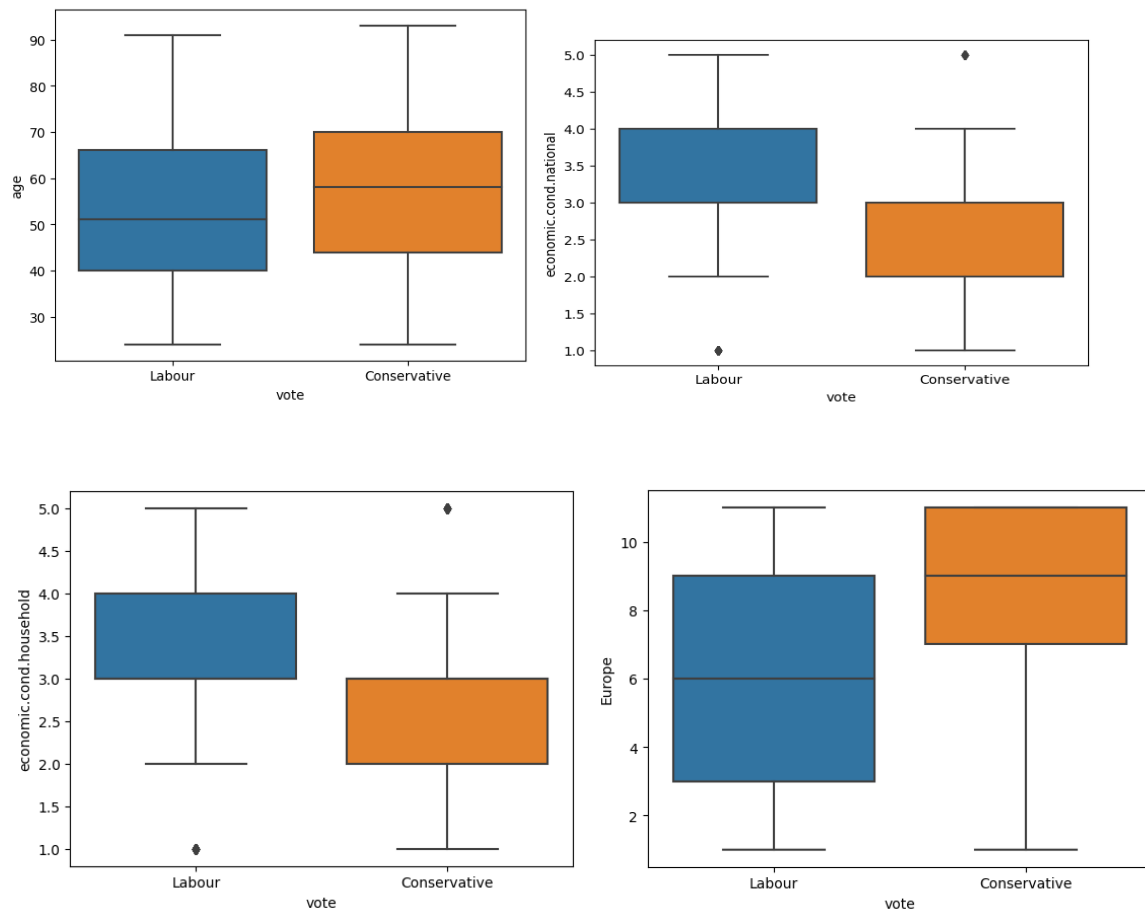 90
80
70
60
50
40
30
age
Labour
Conservative
vote
5.0
4.5
4.0
3.5
3.0
2.5
2.0
1.5
1.0
economic.cond.national
Labour
Conservative
vote
5.0
4.5
4.0
3.5
3.0
2.5
2.0
1.5
1.0
economic.cond.household
Labour
Conservative
vote
10
8
6
4
2
Europe
Labour
Conservative
vote